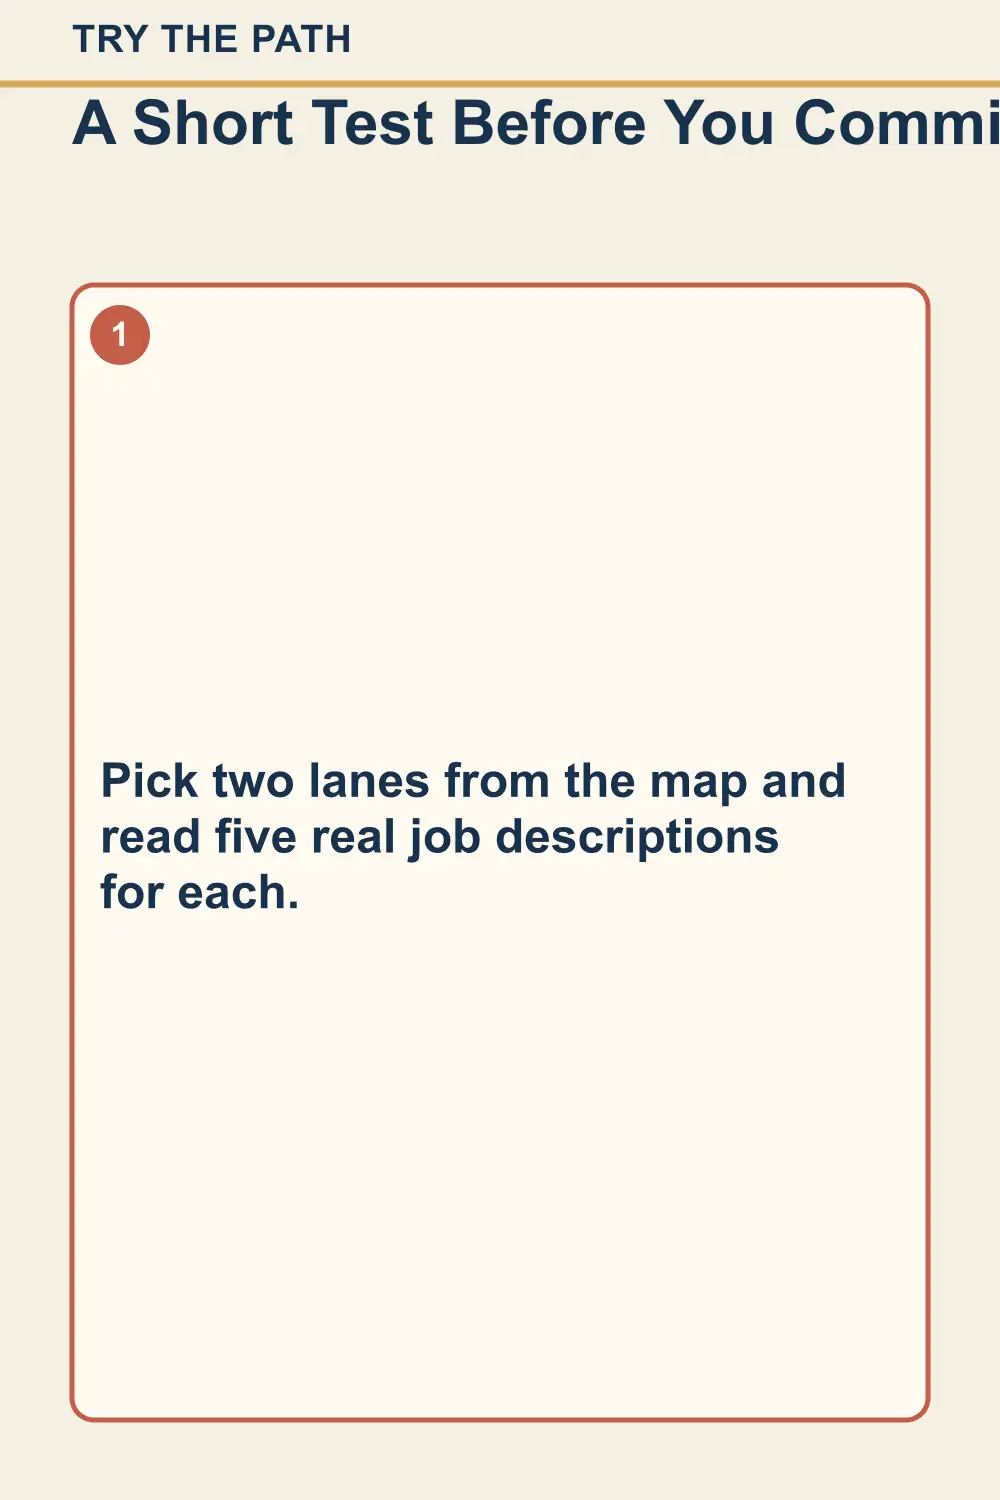 TRY THE PATH
A Short Test Before You Commi
1
Pick two lanes from the map and
read five real job descriptions
for each.